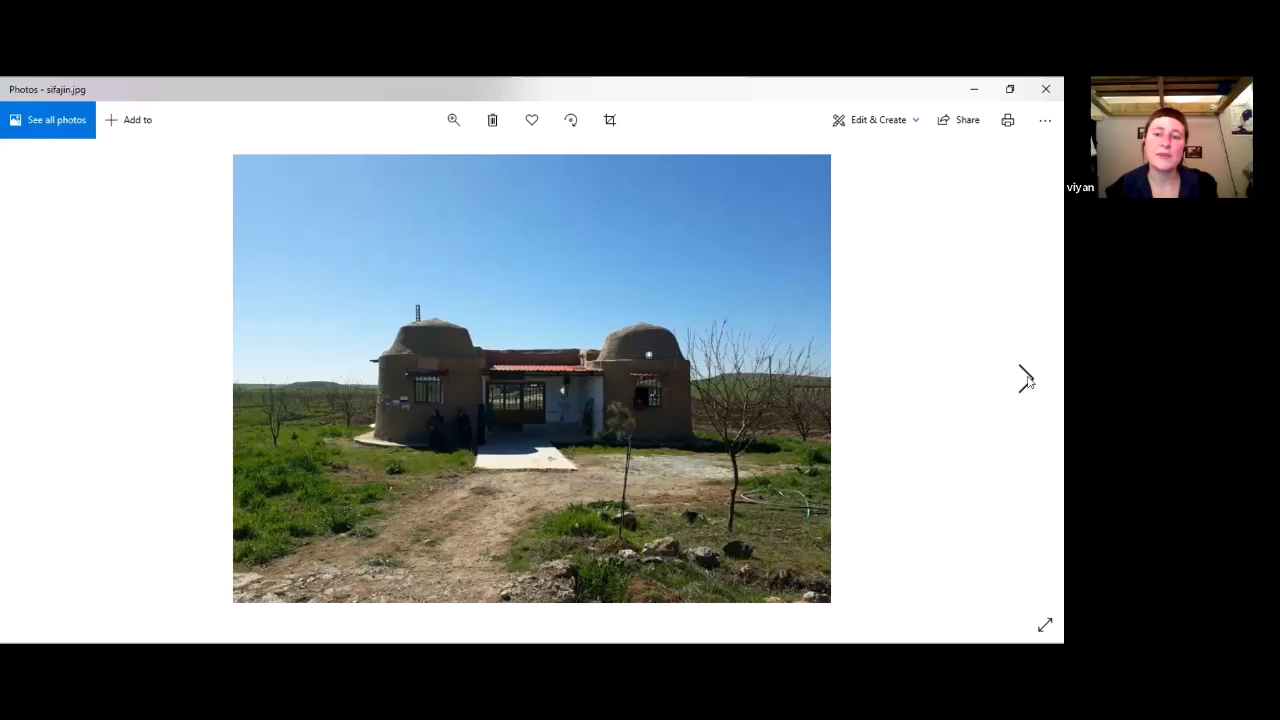 Photos - sifajin.jpg
See all photos
Add to
Edit & Create
Share
viyan